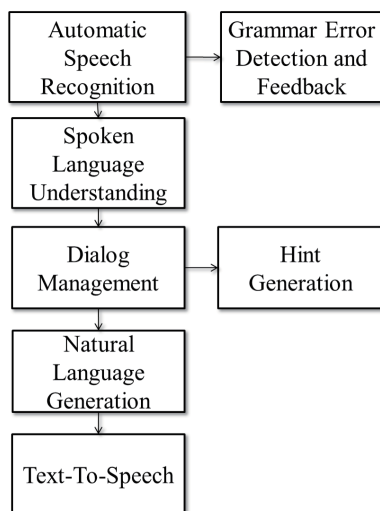 Automatic
Speech
Recognition
Grammar Error
Detection and
Feedback
Spoken
Language
Understanding
Dialog
Management
Hint
Generation
Natural
Language
Generation
Text-To-Speech